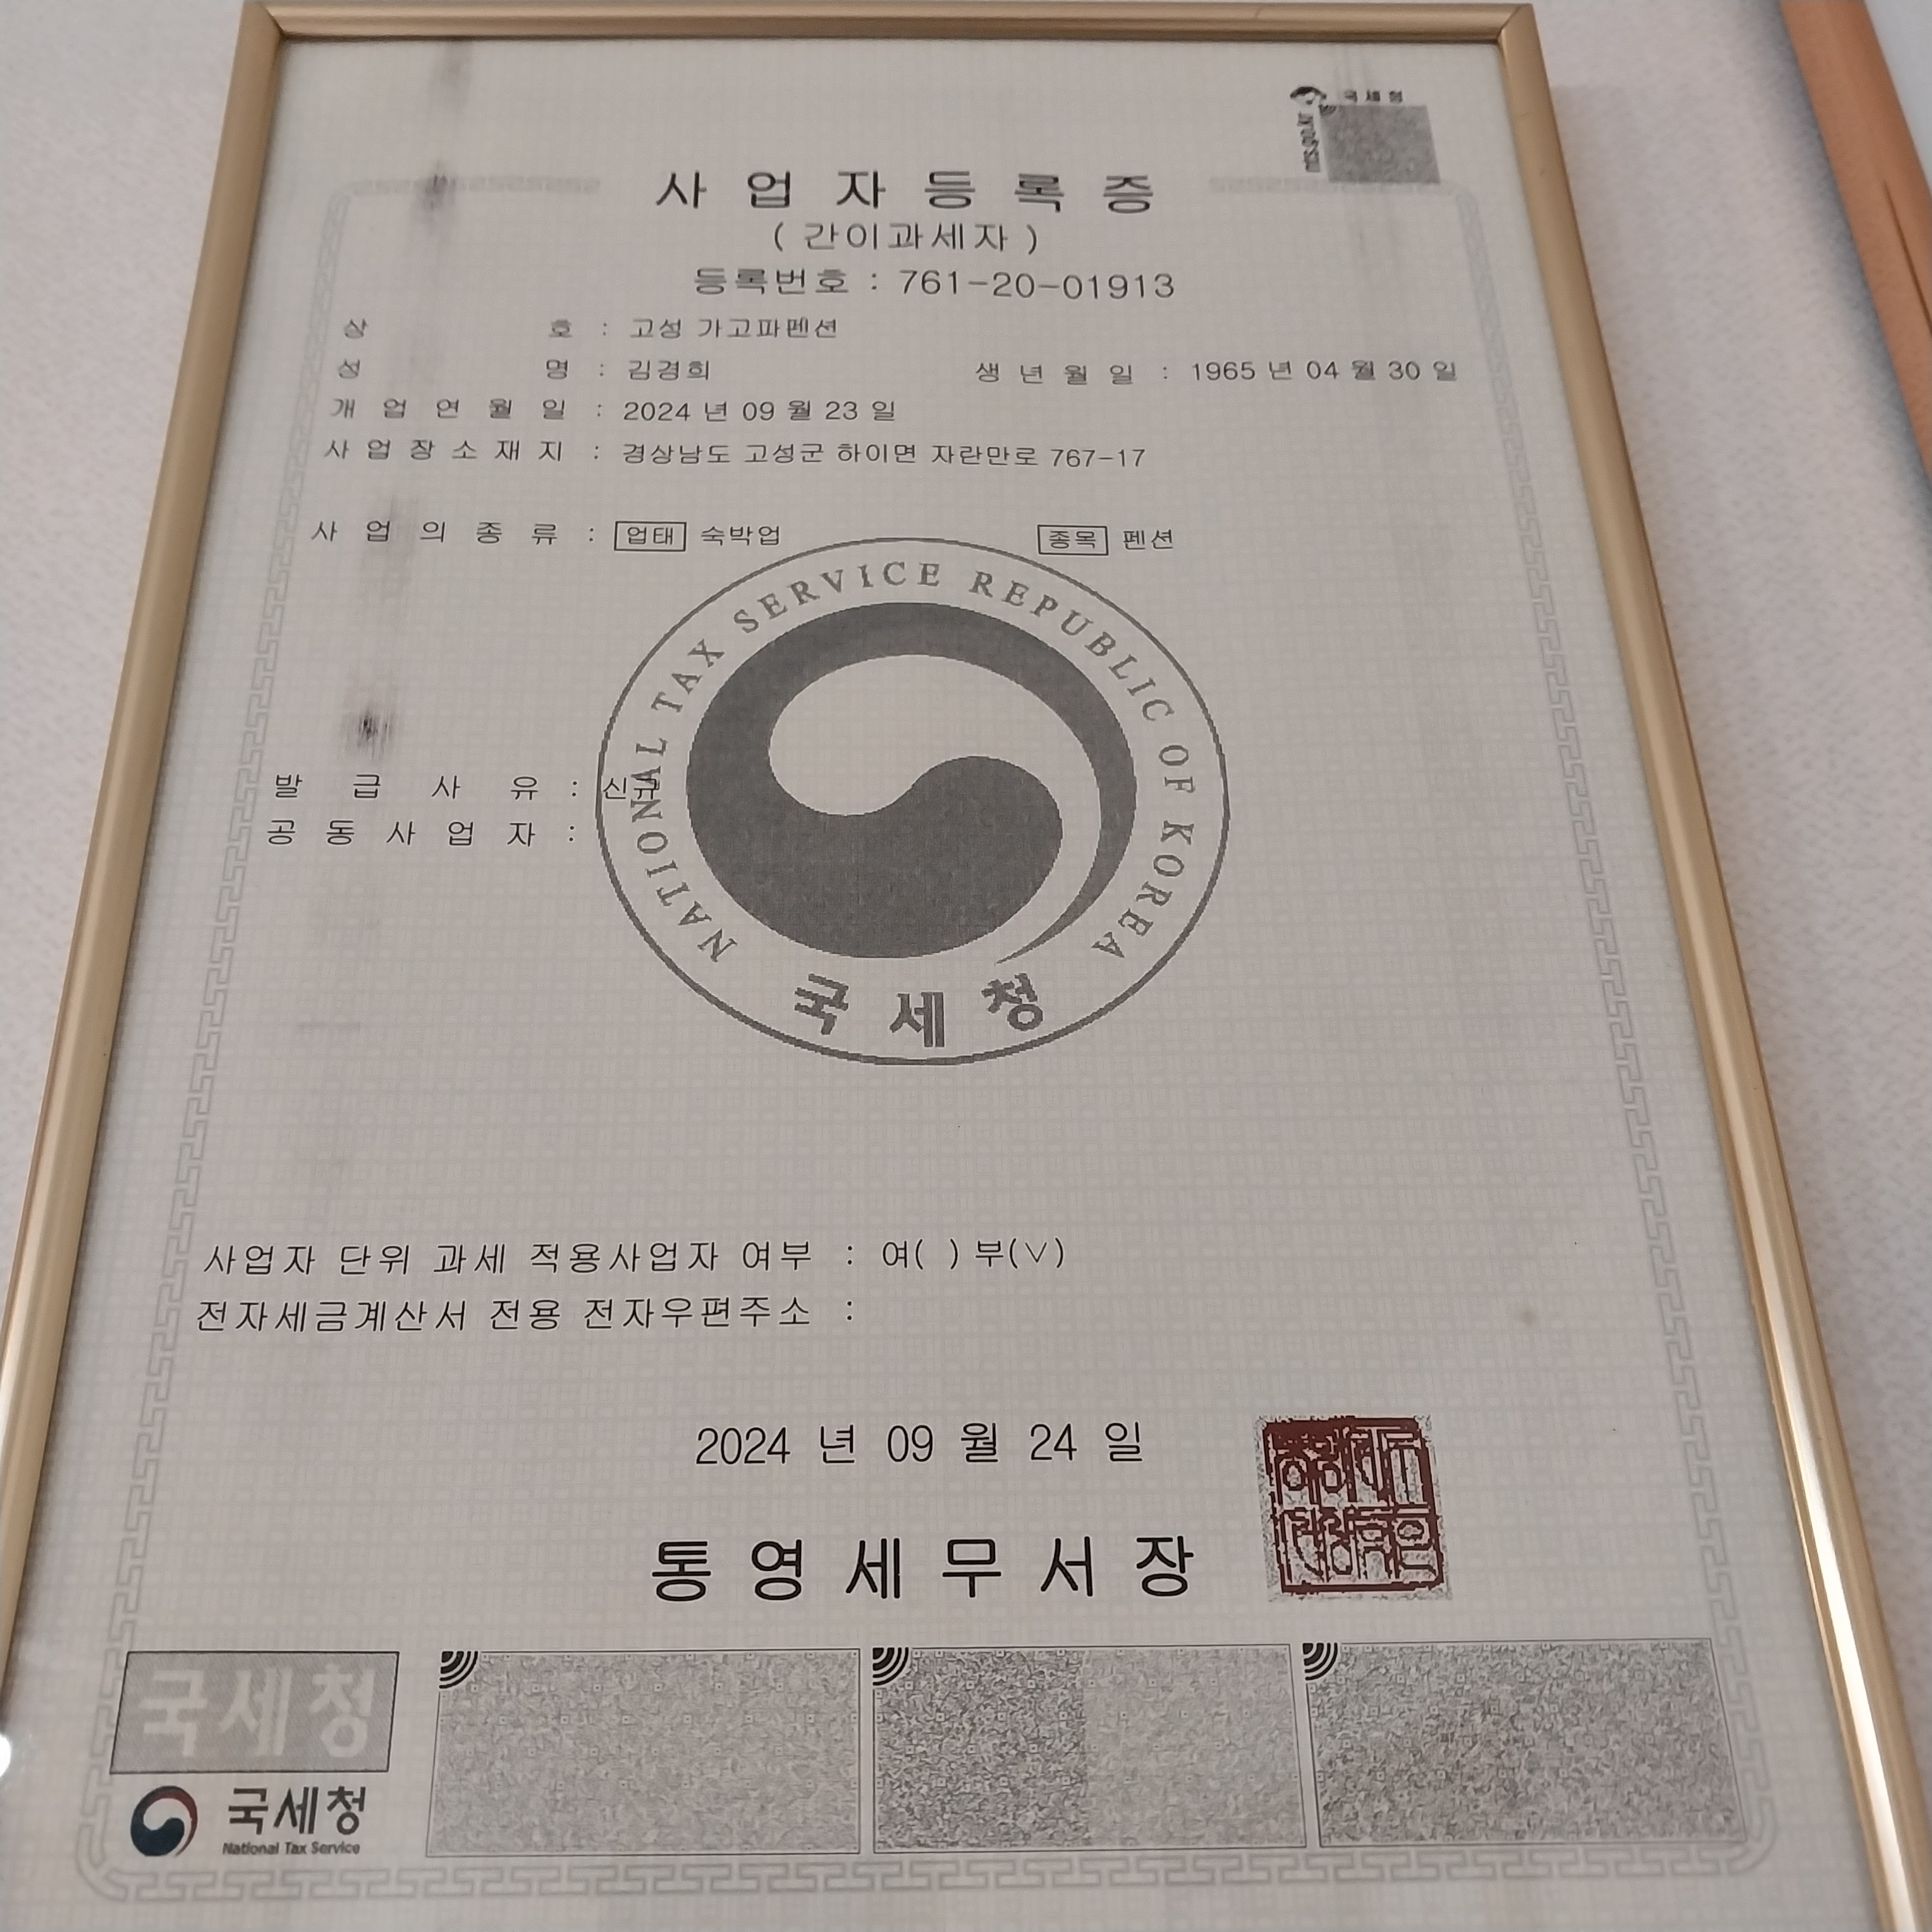 국세청
사업자등록증
( 간이과세자 )
등록번호 : 761-20-01913
상 호 : 고성 가고파펜션
성 명 : 김경희 생 년 월 일 : 1965 년 04 월 30 일
개 업 연 월 일 : 2024 년 09 월 23 일
사 업 장 소 재 지 : 경상남도 고성군 하이면 자란만로 767-17
사 업 의 종 류 : 업태 숙박업 종목 펜션
NATIONAL TAX SERVICE REPUBLIC OF KOREA
발 급 사 유 : 신규
공 동 사 업 자 :
국세청
사업자 단위 과세 적용사업자 여부 : 여( ) 부(∨)
전자세금계산서 전용 전자우편주소 :
2024 년 09 월 24 일
통영세무서장
국세청
국세청
National Tax Service